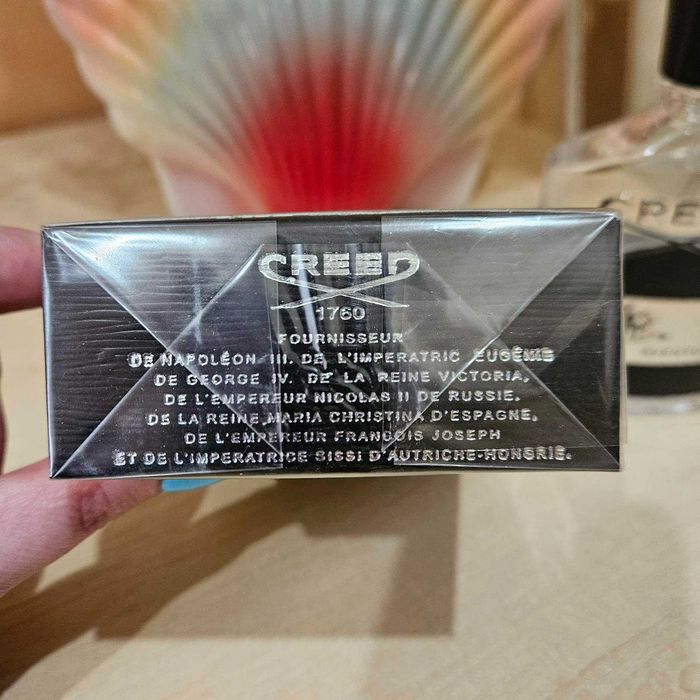 CREED
1760
FOURNISSEUR
DE NAPOLÉON III. DE L'IMPERATRIC EUGÉNIE
DE GEORGE IV. DE LA REINE VICTORIA,
DE L'EMPEREUR NICOLAS II DE RUSSIE.
DE LA REINE MARIA CHRISTINA D'ESPAGNE,
DE L'EMPEREUR FRANCOIS JOSEPH
ET DE L'IMPERATRICE SISSI D'AUTRICHE-HONGRIE.
CREE